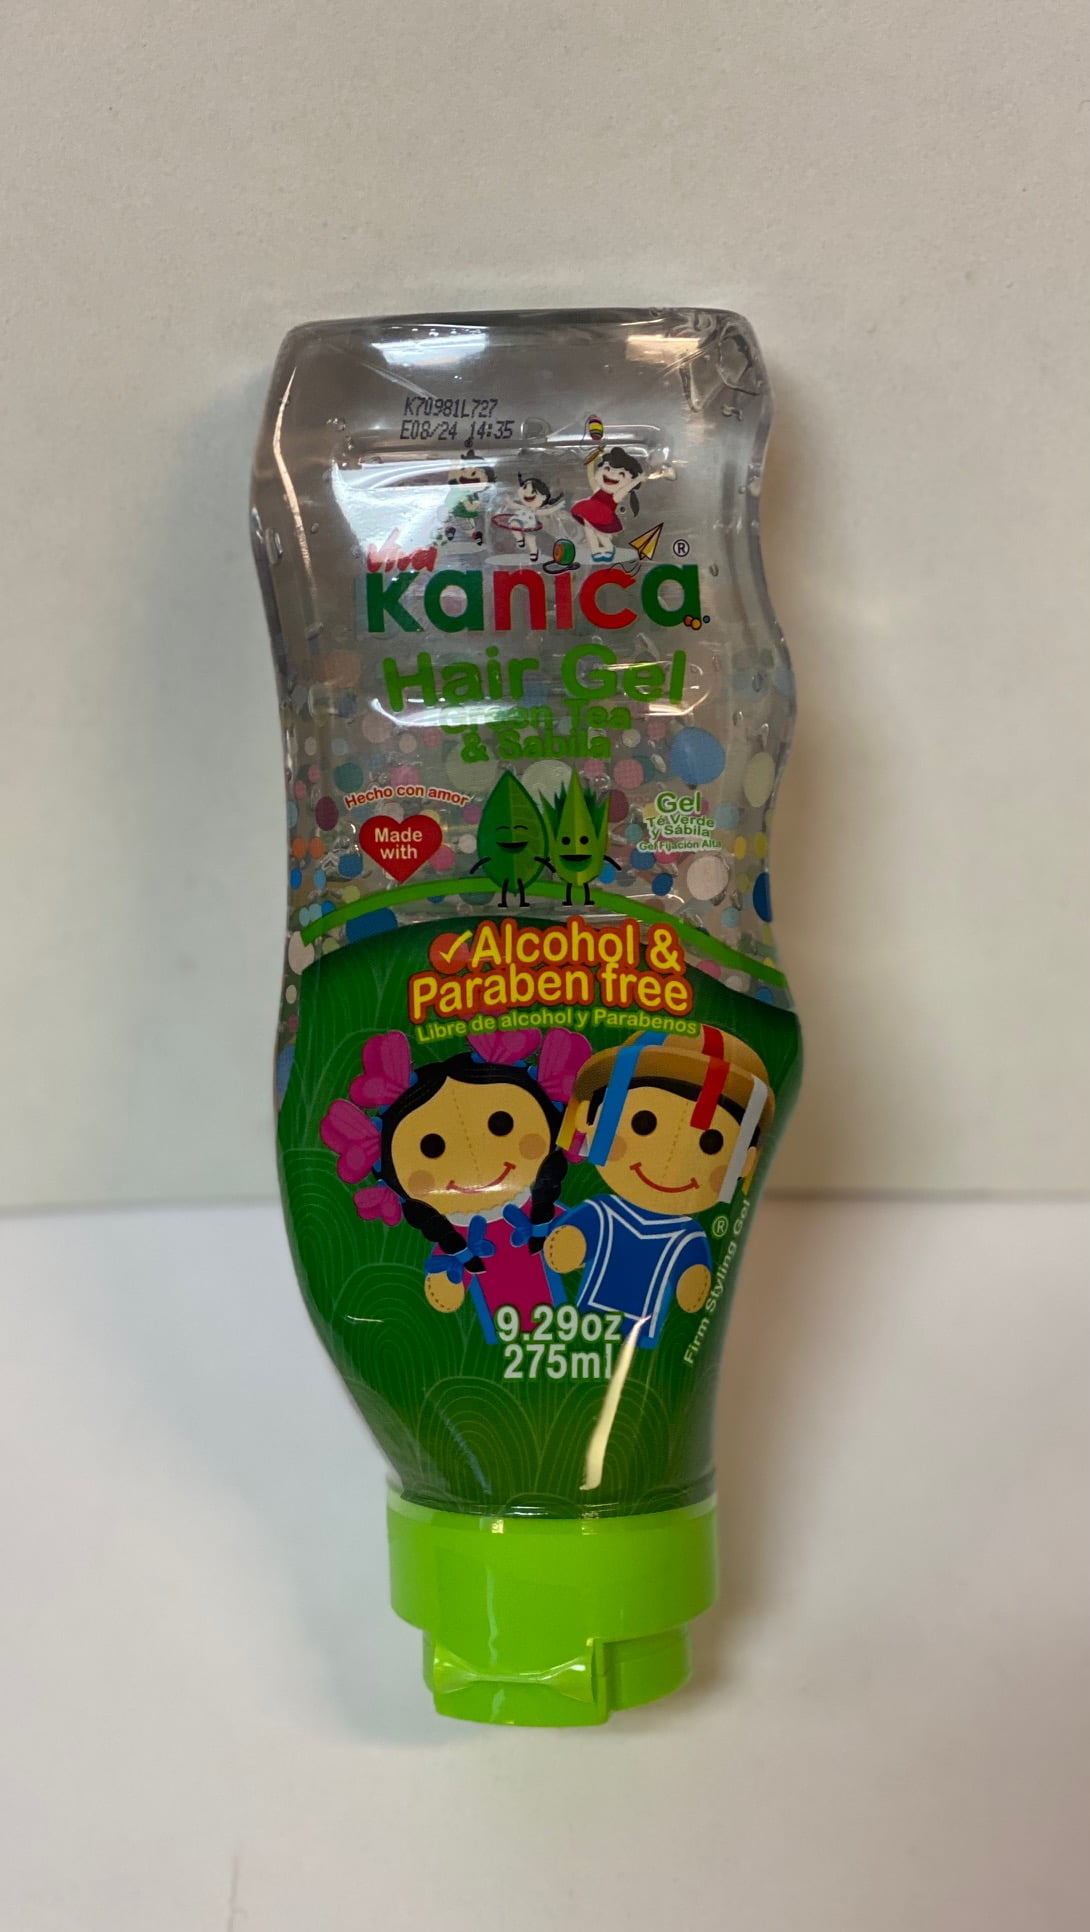 K70981L727
E08/24 14:35
Viva
kanica®
Hair Gel
Green Tea
& Sabila
Hecho con amor
Made
with
Gel
Té Verde
y Sábila
Gel Fijación Alta
✓Alcohol &
Paraben free
Libre de alcohol y Parabenos
®
Firm Styling Gel
9.29oz
275ml